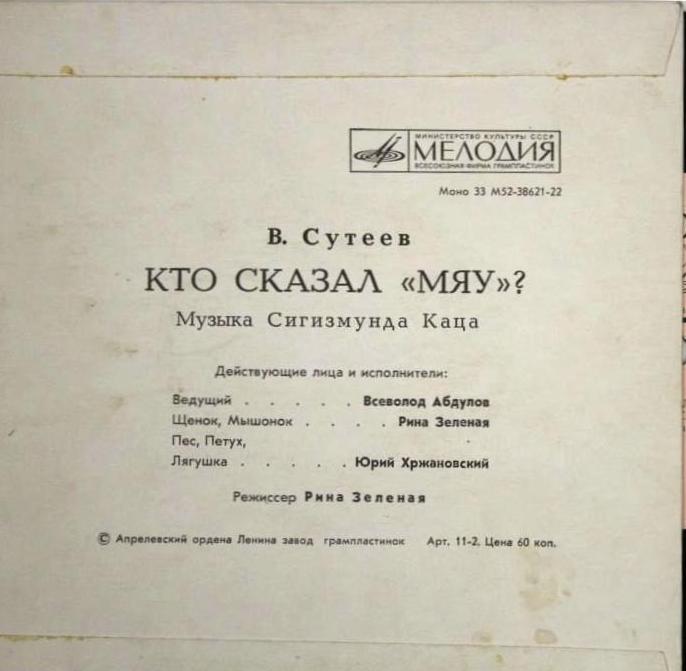 МИНИСТЕРСТВО КУЛЬТУРЫ СССР
МЕЛОДИЯ
ВСЕСОЮЗНАЯ ФИРМА ГРАМПЛАСТИНОК
Моно 33 М52-38621-22
В. Сутеев
КТО СКАЗАЛ «МЯУ»?
Музыка Сигизмунда Каца
Действующие лица и исполнители:
Ведущий . . . . . Всеволод Абдулов
Щенок, Мышонок . . . . Рина Зеленая
Пес, Петух,
Лягушка . . . . . Юрий Хржановский
Режиссер Рина Зеленая
© Апрелевский ордена Ленина завод грампластинок Арт. 11-2. Цена 60 коп.